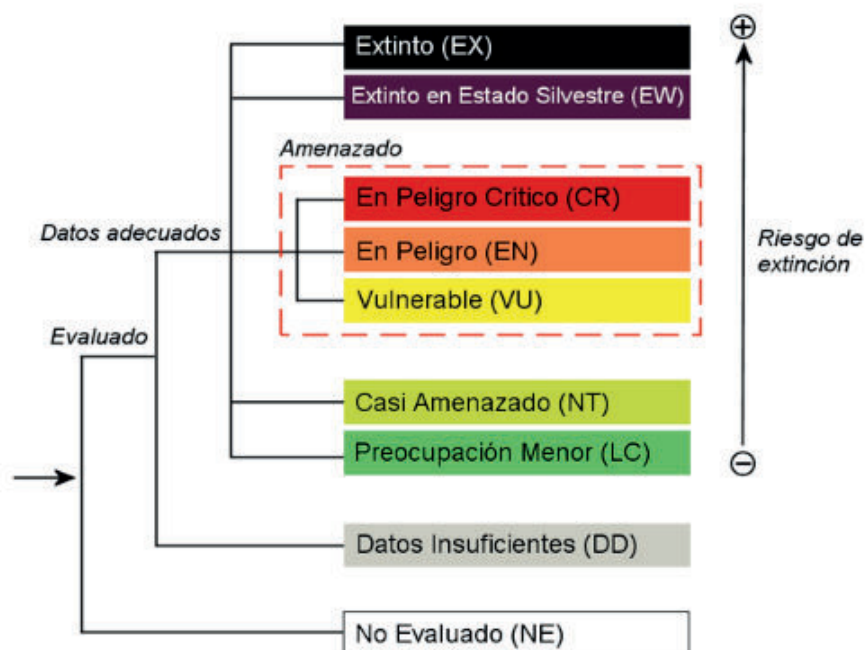 Extinto (EX)
Extinto en Estado Silvestre (EW)
Amenazado
En Peligro Critico (CR)
Datos adecuados
En Peligro (EN)
Riesgo de
extinción
Vulnerable (VU)
Evaluado
Casi Amenazado (NT)
Preocupación Menor (LC)
Datos Insuficientes (DD)
No Evaluado (NE)